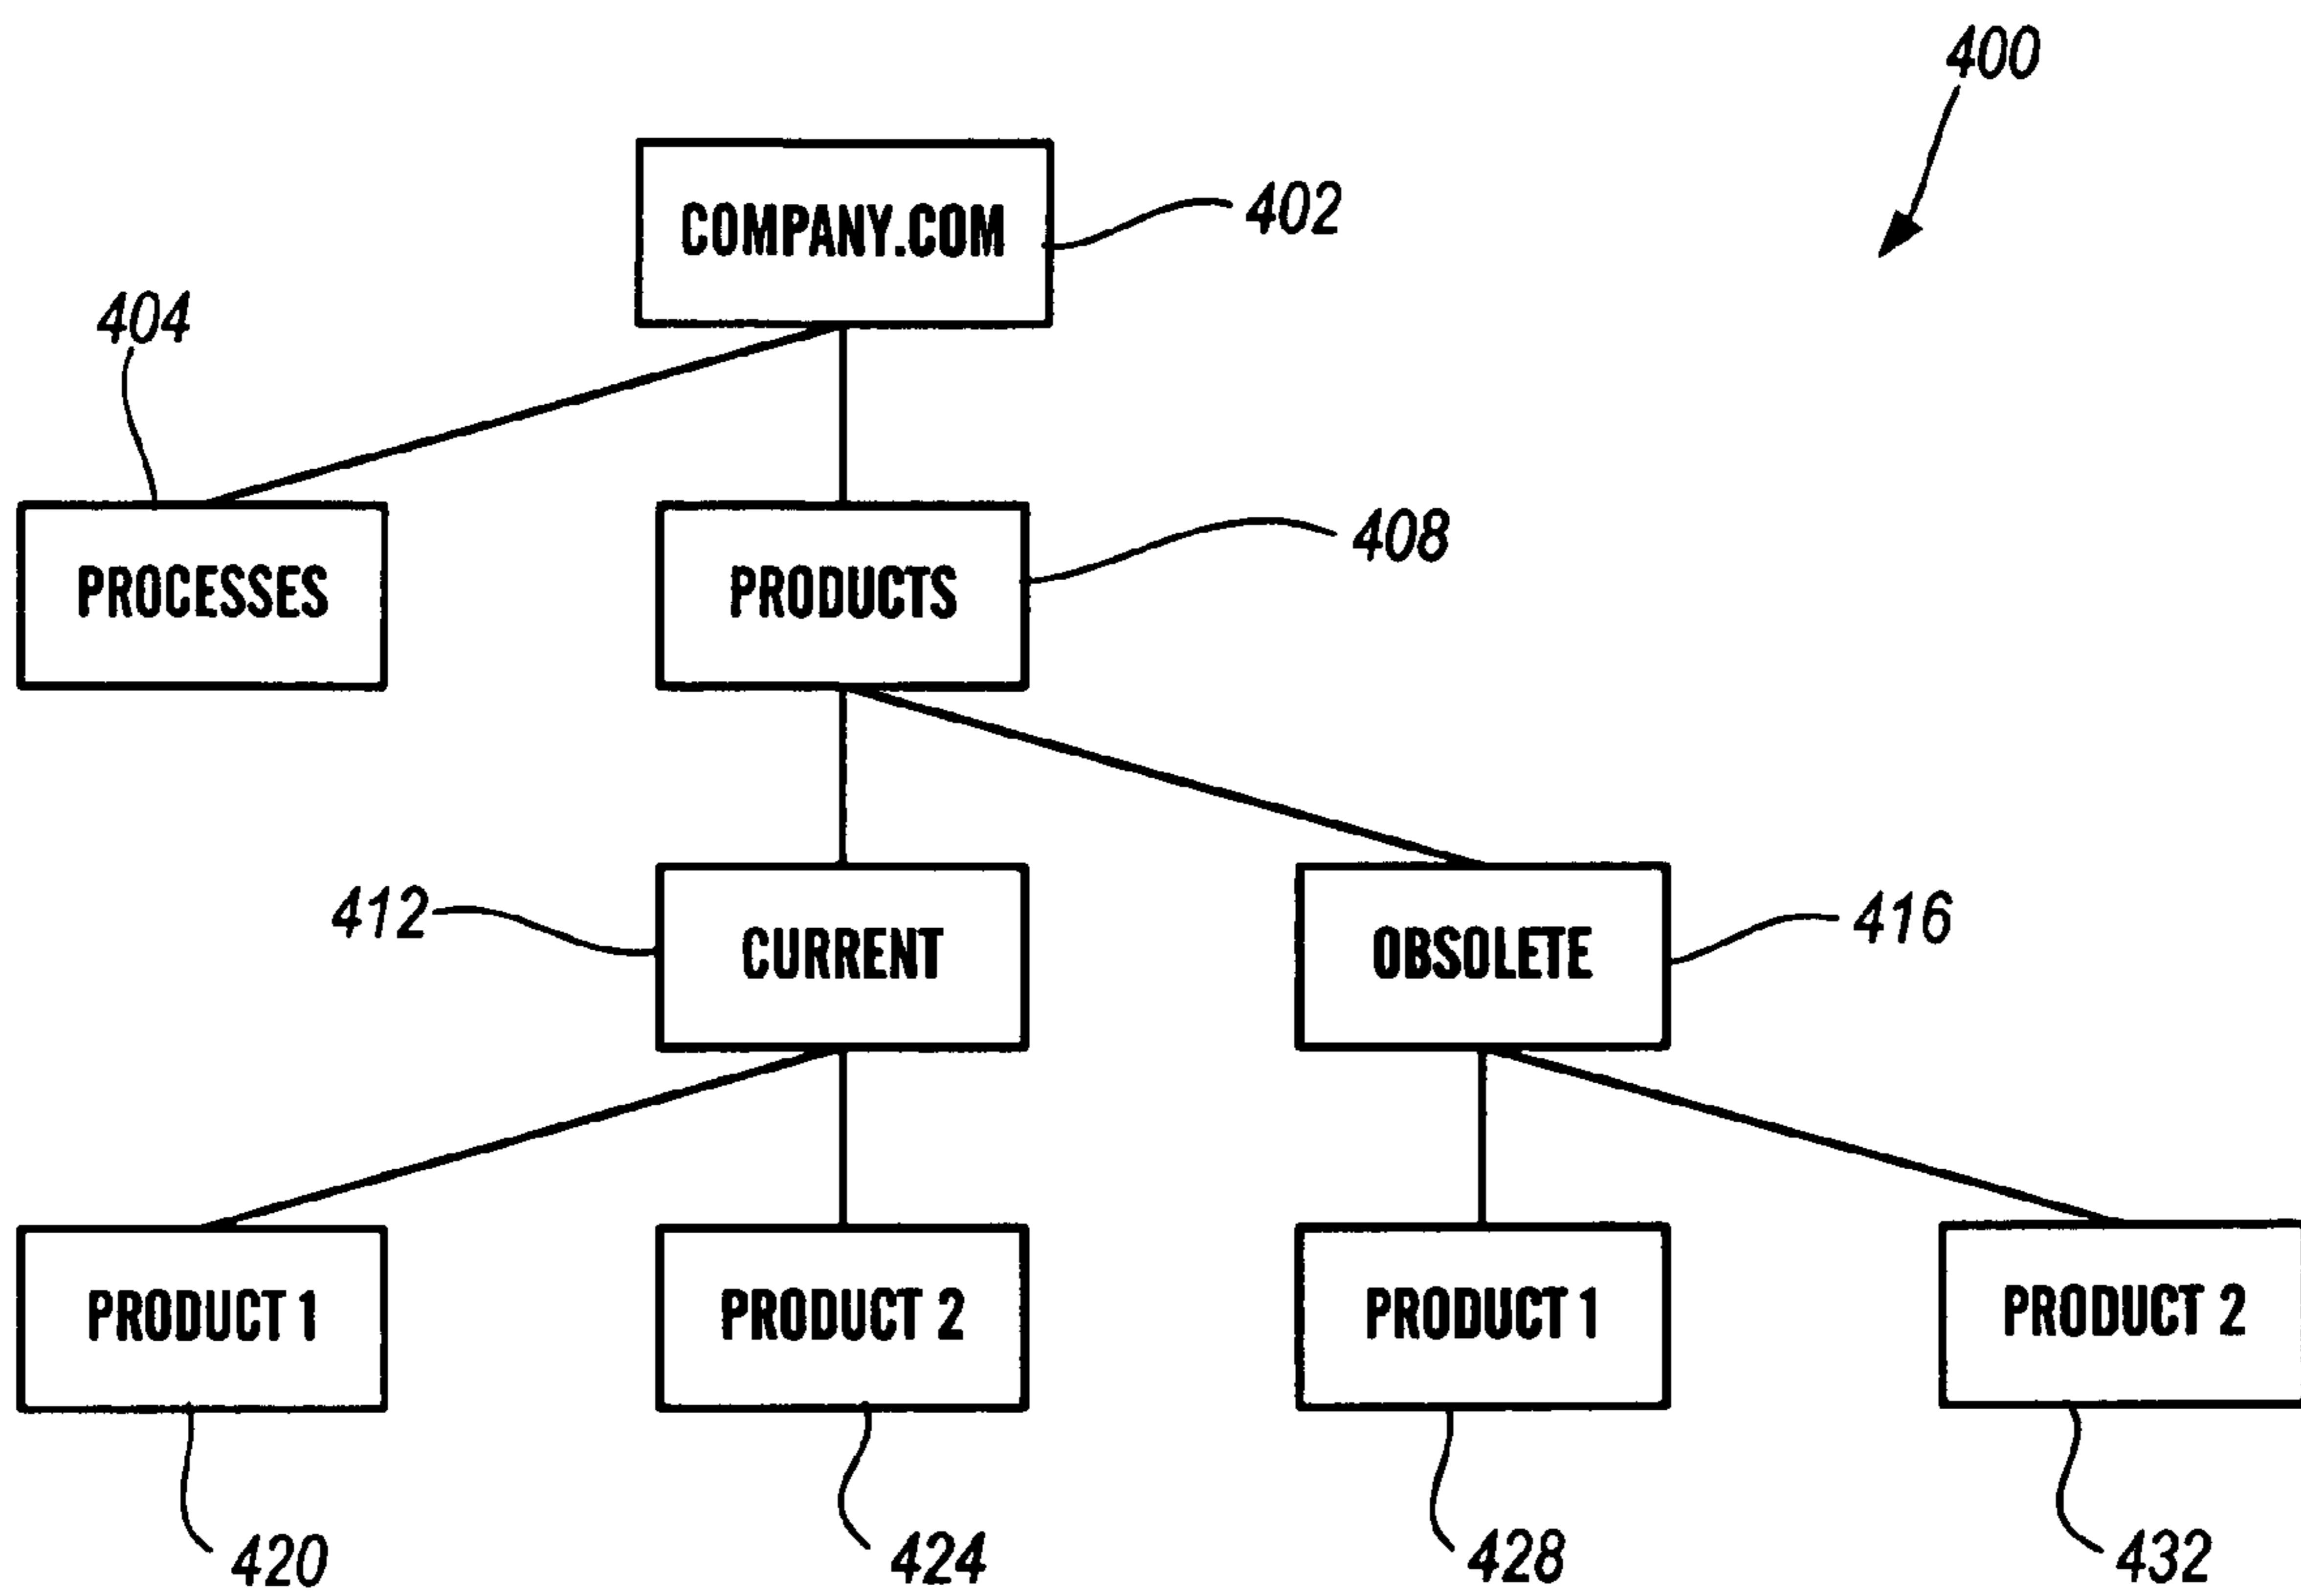 400
COMPANY.COM
402
404
PROCESSES
PRODUCTS
408
412
CURRENT
OBSOLETE
416
PRODUCT 1
PRODUCT 2
PRODUCT 1
PRODUCT 2
420
424
428
432